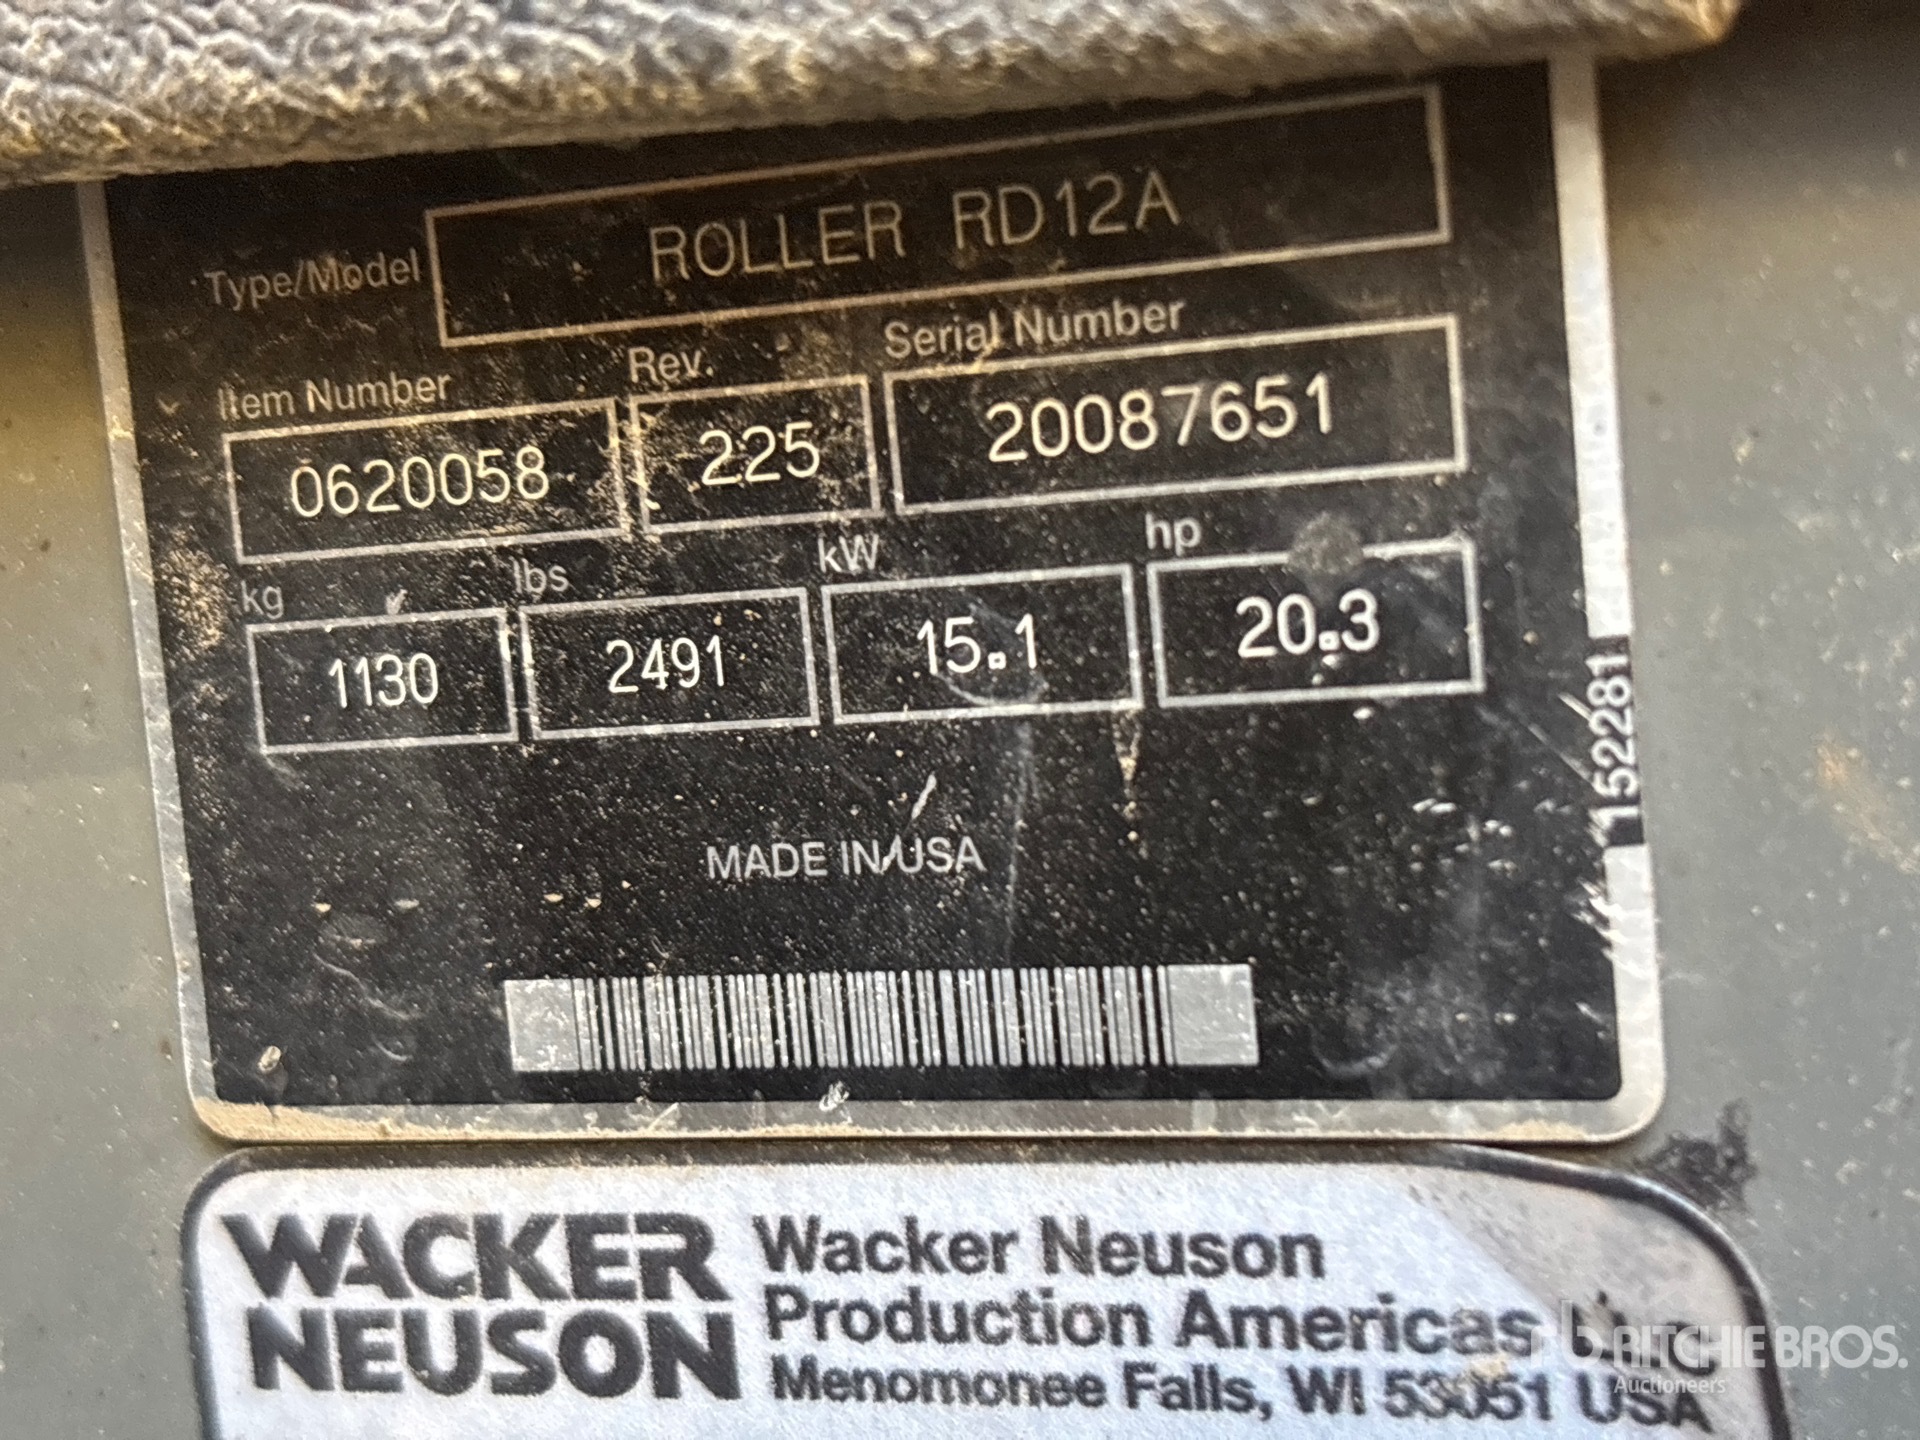 Type/Model ROLLER RD12A
Item Number Rev. Serial Number
0620058 225 20087651
kg lbs kW hp
1130 2491 15.1 20.3
MADE IN USA
152281
WACKER
NEUSON
Wacker Neuson
Production Americas
Menomonee Falls, WI 53051 USA
rb RITCHIE BROS.
Auctioneers